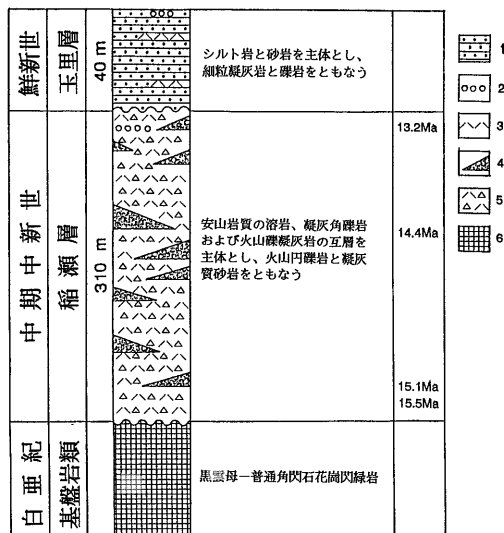 鮮新世
玉里層
40 m
シルト岩と砂岩を主体とし、
細粒凝灰岩と礫岩をともなう
中期中新世
稲瀬層
310 m
安山岩質の溶岩、凝灰角礫岩
および火山礫凝灰岩の互層を
主体とし、火山円礫岩と凝灰
質砂岩をともなう
13.2Ma
14.4Ma
15.1Ma
15.5Ma
白亜紀
基盤岩類
黒雲母－普通角閃石花崗閃緑岩
1
2
3
4
5
6